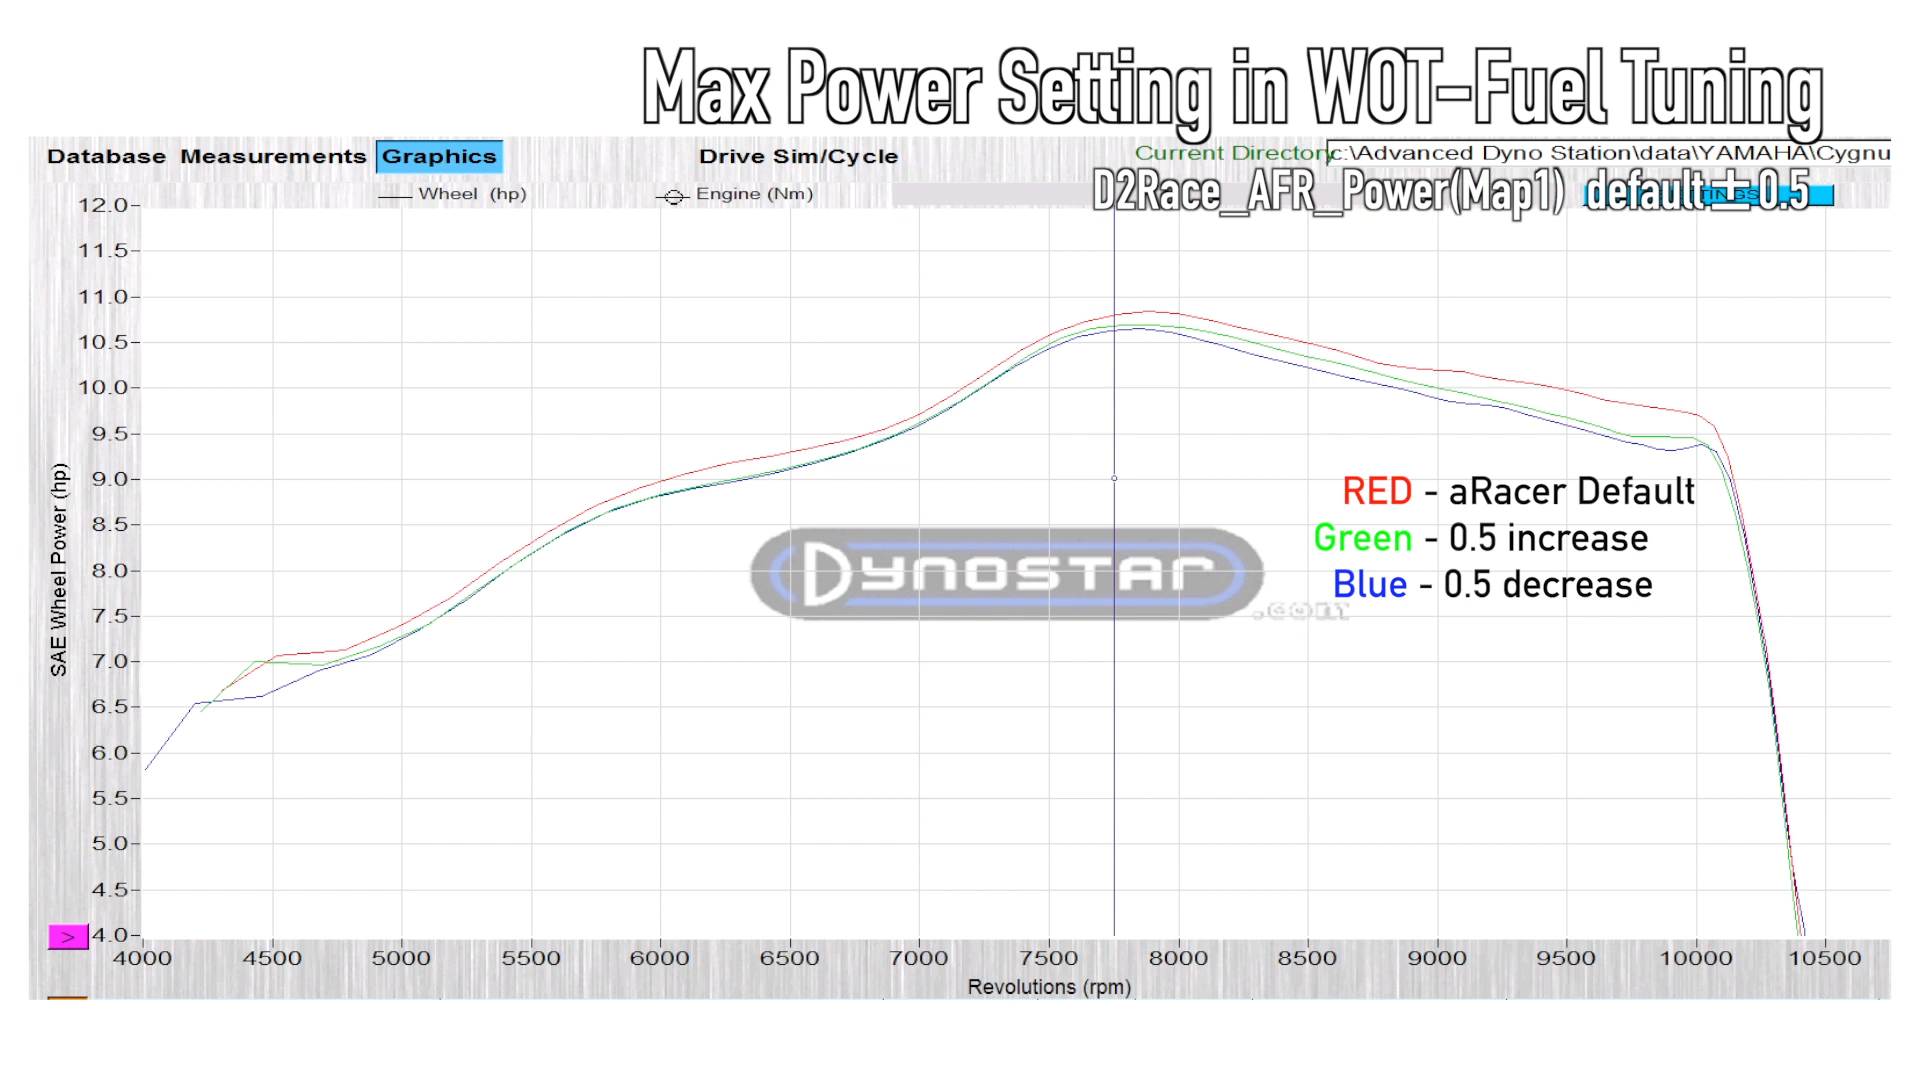 Max Power Setting in WOT-Fuel Tuning
Database Measurements Graphics Drive Sim/Cycle Current Directory c:\Advanced Dyno Station\data\YAMAHA\Cygnu
Wheel (hp) Engine (Nm)
D2Race_AFR_Power(Map1) default±0.5
12.0
11.5
11.0
10.5
10.0
9.5
9.0
8.5
8.0
7.5
7.0
6.5
6.0
5.5
5.0
4.5
4.0
SAE Wheel Power (hp)
RED - aRacer Default
Green - 0.5 increase
Blue - 0.5 decrease
DYNOSTAR
.com
>
4000 4500 5000 5500 6000 6500 7000 7500 8000 8500 9000 9500 10000 10500
Revolutions (rpm)